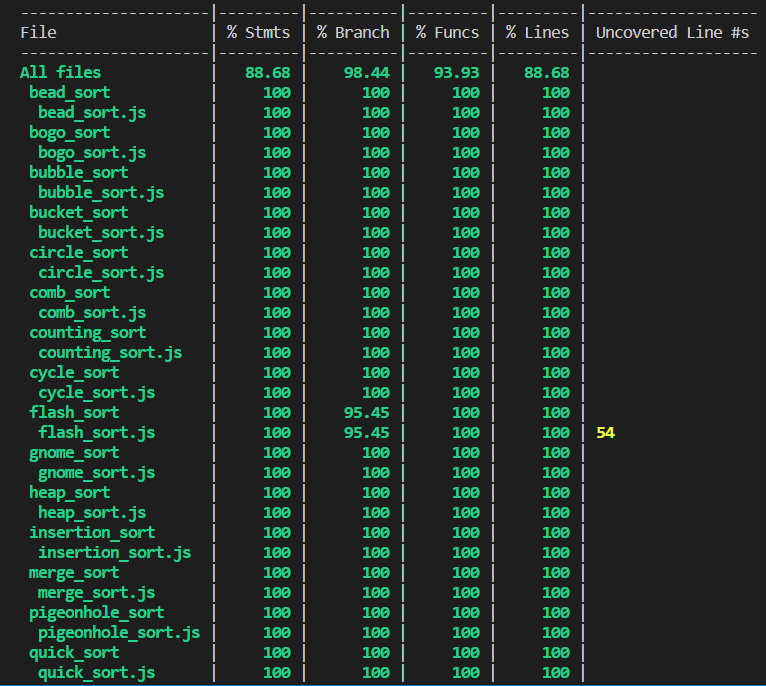 ---------------------|---------|----------|---------|---------|-------------------
File                 | % Stmts | % Branch | % Funcs | % Lines | Uncovered Line #s
---------------------|---------|----------|---------|---------|-------------------
All files            |   88.68 |    98.44 |   93.93 |   88.68 |
 bead_sort           |     100 |      100 |     100 |     100 |
  bead_sort.js       |     100 |      100 |     100 |     100 |
 bogo_sort           |     100 |      100 |     100 |     100 |
  bogo_sort.js       |     100 |      100 |     100 |     100 |
 bubble_sort         |     100 |      100 |     100 |     100 |
  bubble_sort.js     |     100 |      100 |     100 |     100 |
 bucket_sort         |     100 |      100 |     100 |     100 |
  bucket_sort.js     |     100 |      100 |     100 |     100 |
 circle_sort         |     100 |      100 |     100 |     100 |
  circle_sort.js     |     100 |      100 |     100 |     100 |
 comb_sort           |     100 |      100 |     100 |     100 |
  comb_sort.js       |     100 |      100 |     100 |     100 |
 counting_sort       |     100 |      100 |     100 |     100 |
  counting_sort.js   |     100 |      100 |     100 |     100 |
 cycle_sort          |     100 |      100 |     100 |     100 |
  cycle_sort.js      |     100 |      100 |     100 |     100 |
 flash_sort          |     100 |    95.45 |     100 |     100 |
  flash_sort.js      |     100 |    95.45 |     100 |     100 | 54
 gnome_sort          |     100 |      100 |     100 |     100 |
  gnome_sort.js      |     100 |      100 |     100 |     100 |
 heap_sort           |     100 |      100 |     100 |     100 |
  heap_sort.js       |     100 |      100 |     100 |     100 |
 insertion_sort      |     100 |      100 |     100 |     100 |
  insertion_sort.js  |     100 |      100 |     100 |     100 |
 merge_sort          |     100 |      100 |     100 |     100 |
  merge_sort.js      |     100 |      100 |     100 |     100 |
 pigeonhole_sort     |     100 |      100 |     100 |     100 |
  pigeonhole_sort.js |     100 |      100 |     100 |     100 |
 quick_sort          |     100 |      100 |     100 |     100 |
  quick_sort.js      |     100 |      100 |     100 |     100 |